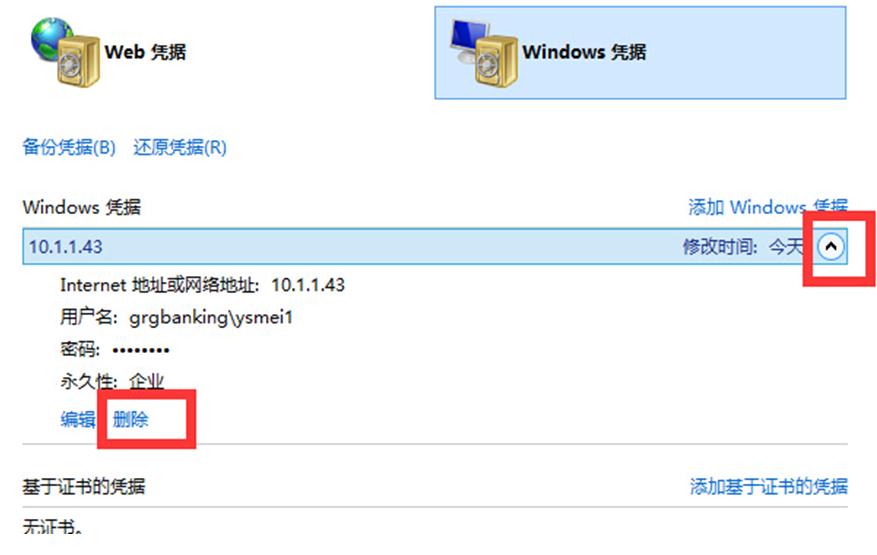 Web 凭据
Windows 凭据
备份凭据(B) 还原凭据(R)
Windows 凭据 添加 Windows 凭据
10.1.1.43 修改时间: 今天
Internet 地址或网络地址: 10.1.1.43
用户名: grgbanking\ysmei1
密码: ••••••••
永久性: 企业
编辑 删除
基于证书的凭据 添加基于证书的凭据
无证书。